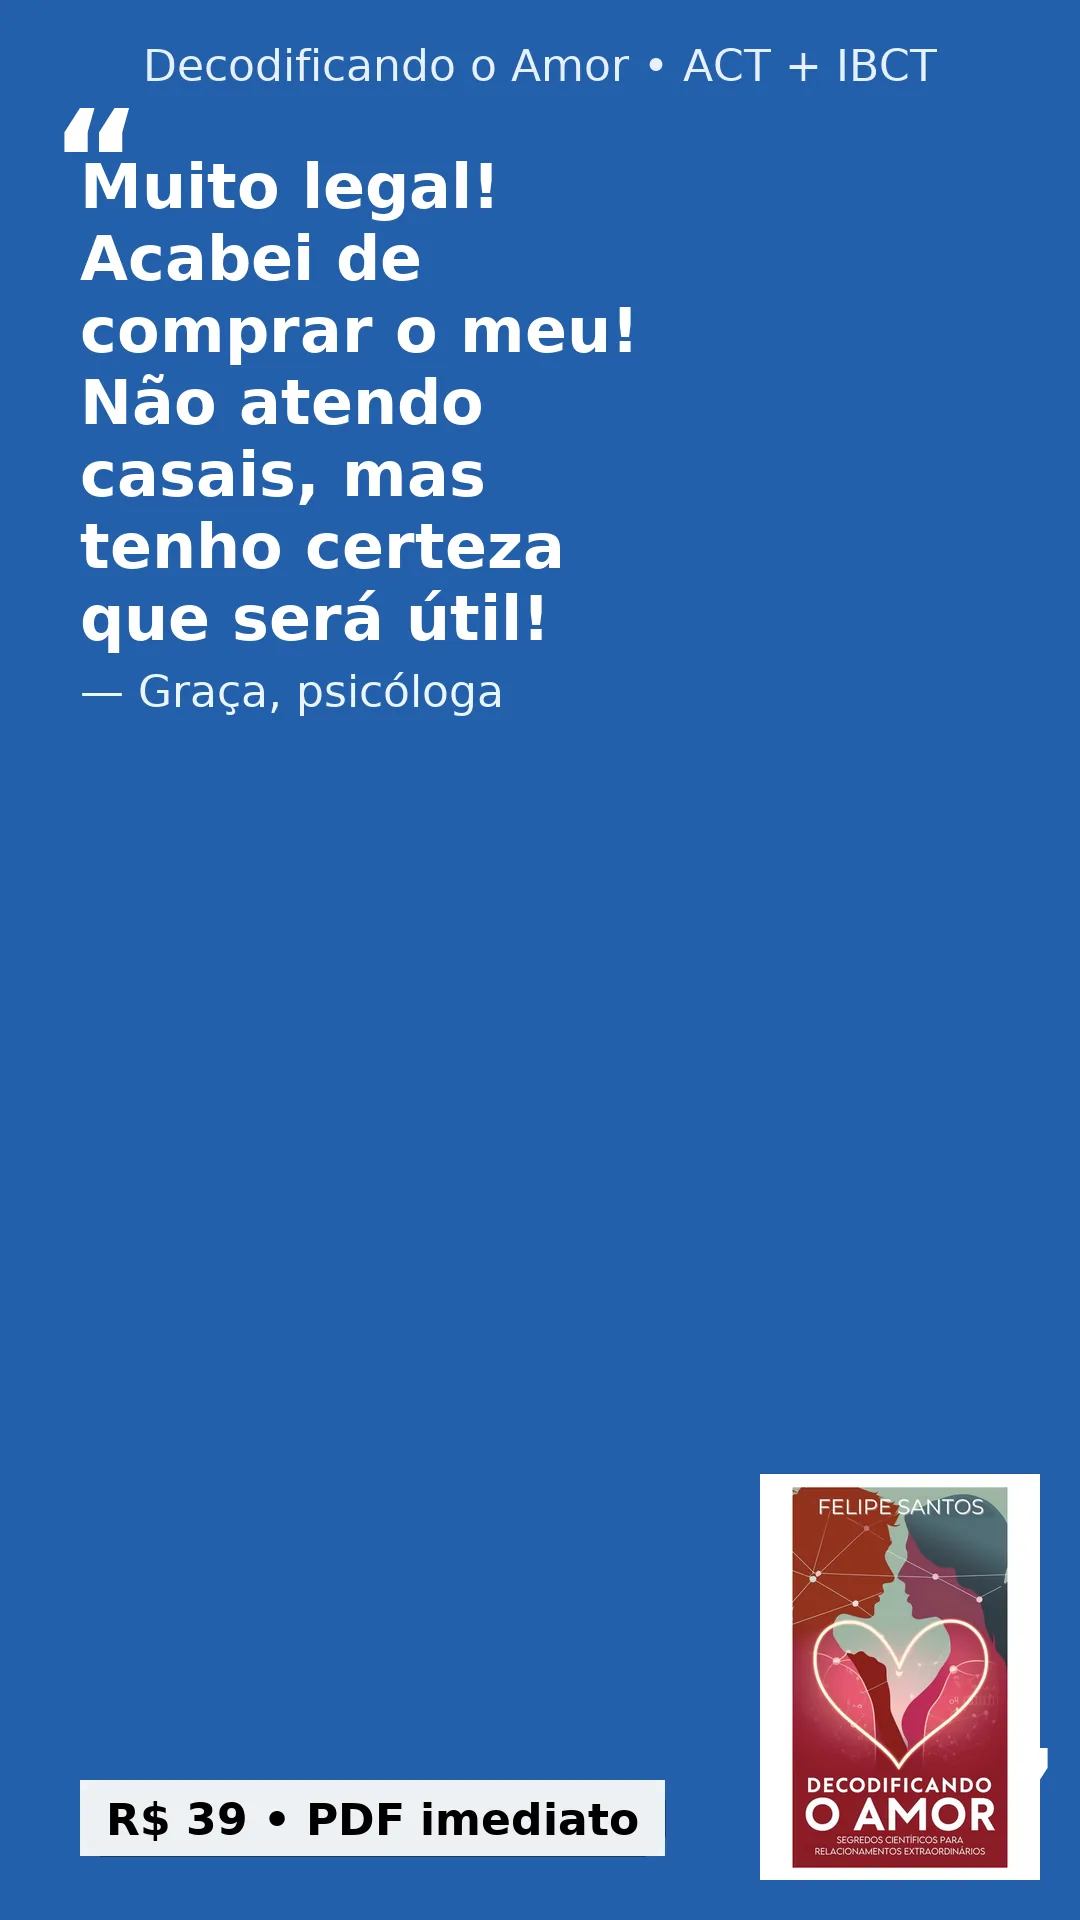 Decodificando o Amor • ACT + IBCT
“
Muito legal!
Acabei de
comprar o meu!
Não atendo
casais, mas
tenho certeza
que será útil!
— Graça, psicóloga
FELIPE SANTOS
DECODIFICANDO
O AMOR
SEGREDOS CIENTÍFICOS PARA
RELACIONAMENTOS EXTRAORDINÁRIOS
R$ 39 • PDF imediato